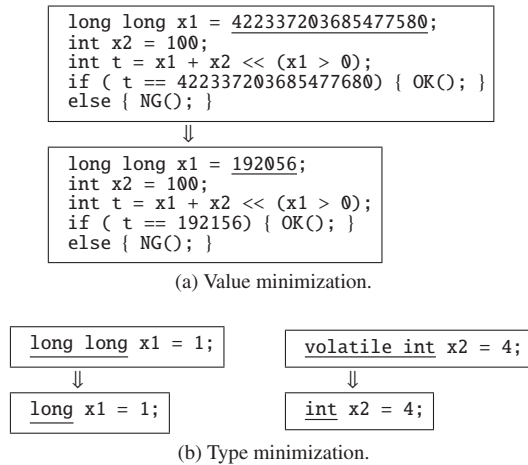 long long x1 = 422337203685477580;
int x2 = 100;
int t = x1 + x2 << (x1 > 0);
if ( t == 422337203685477680) { OK(); }
else { NG(); }
⇓
long long x1 = 192056;
int x2 = 100;
int t = x1 + x2 << (x1 > 0);
if ( t == 192156) { OK(); }
else { NG(); }
(a) Value minimization.
long long x1 = 1;
⇓
long x1 = 1;
volatile int x2 = 4;
⇓
int x2 = 4;
(b) Type minimization.